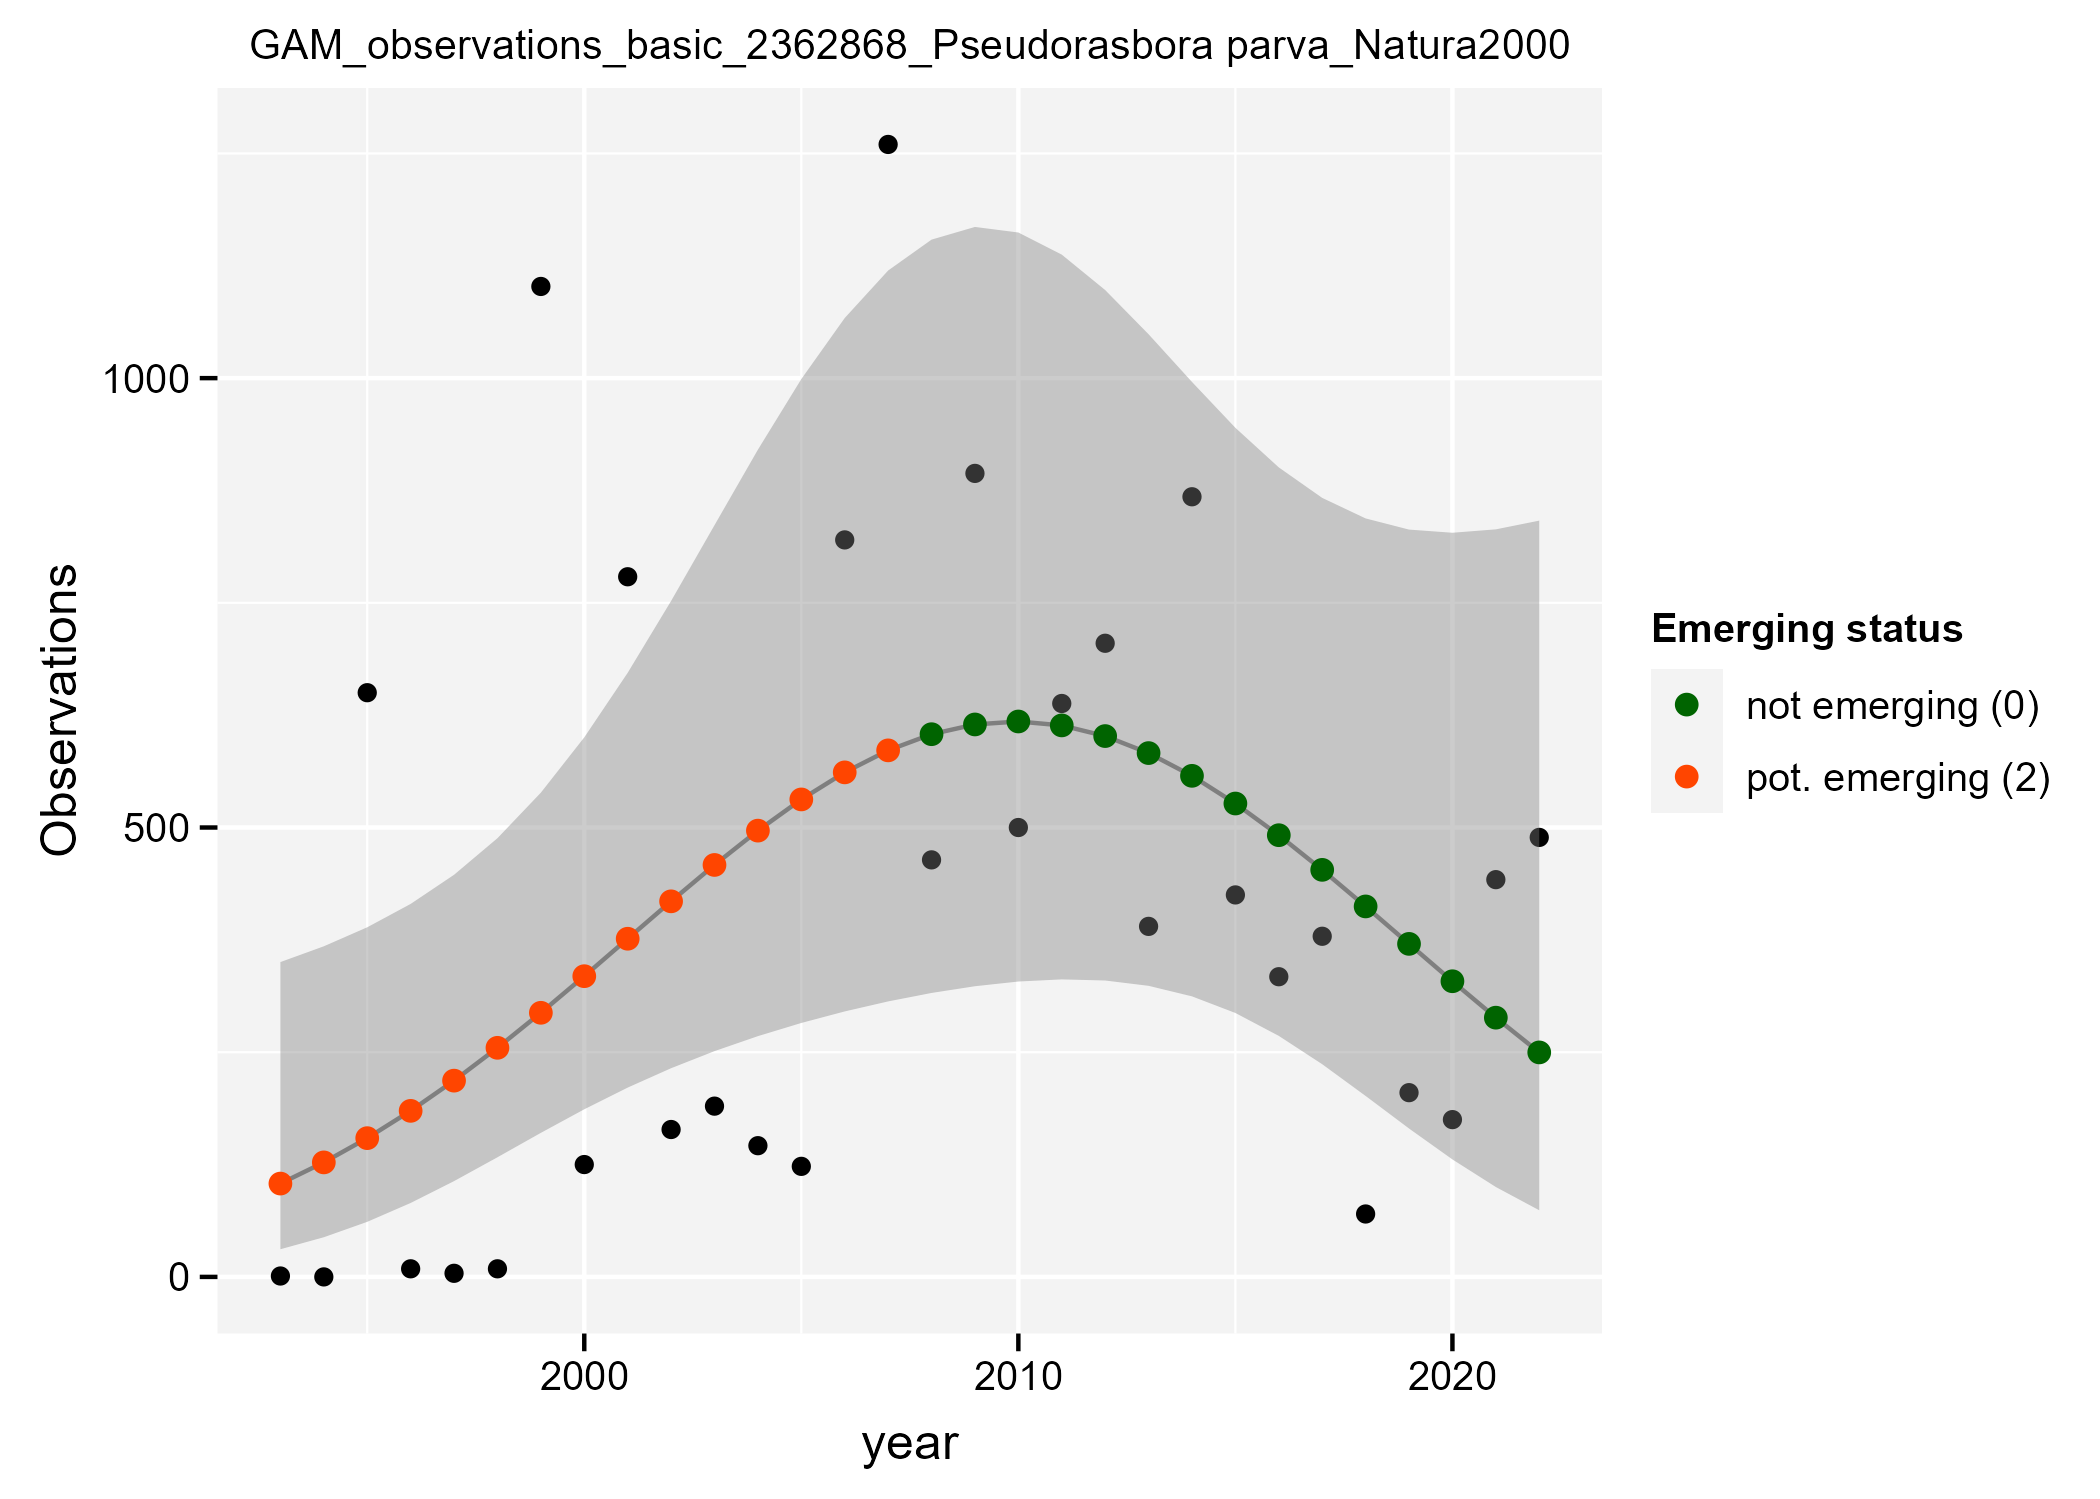 GAM_observations_basic_2362868_Pseudorasbora parva_Natura2000
Observations
1000
500
0
2000
2010
2020
year
Emerging status
not emerging (0)
pot. emerging (2)